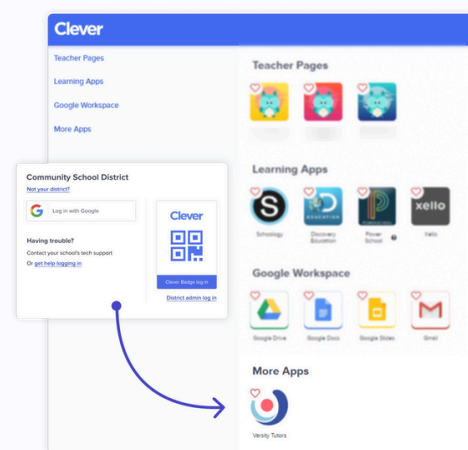 Clever
Teacher Pages
Learning Apps
Google Workspace
More Apps
Community School District
Not your district?
Log in with Google
Having trouble?
Contact your school's tech support
Or get help logging in
Clever
Clever Badge log in
District admin log in
Teacher Pages
Learning Apps
S
D
EDUCATION
P
xello
Schoology
Discovery Education
Power School
Xello
Google Workspace
Google Drive
Google Docs
Google Slides
Gmail
More Apps
Varsity Tutors